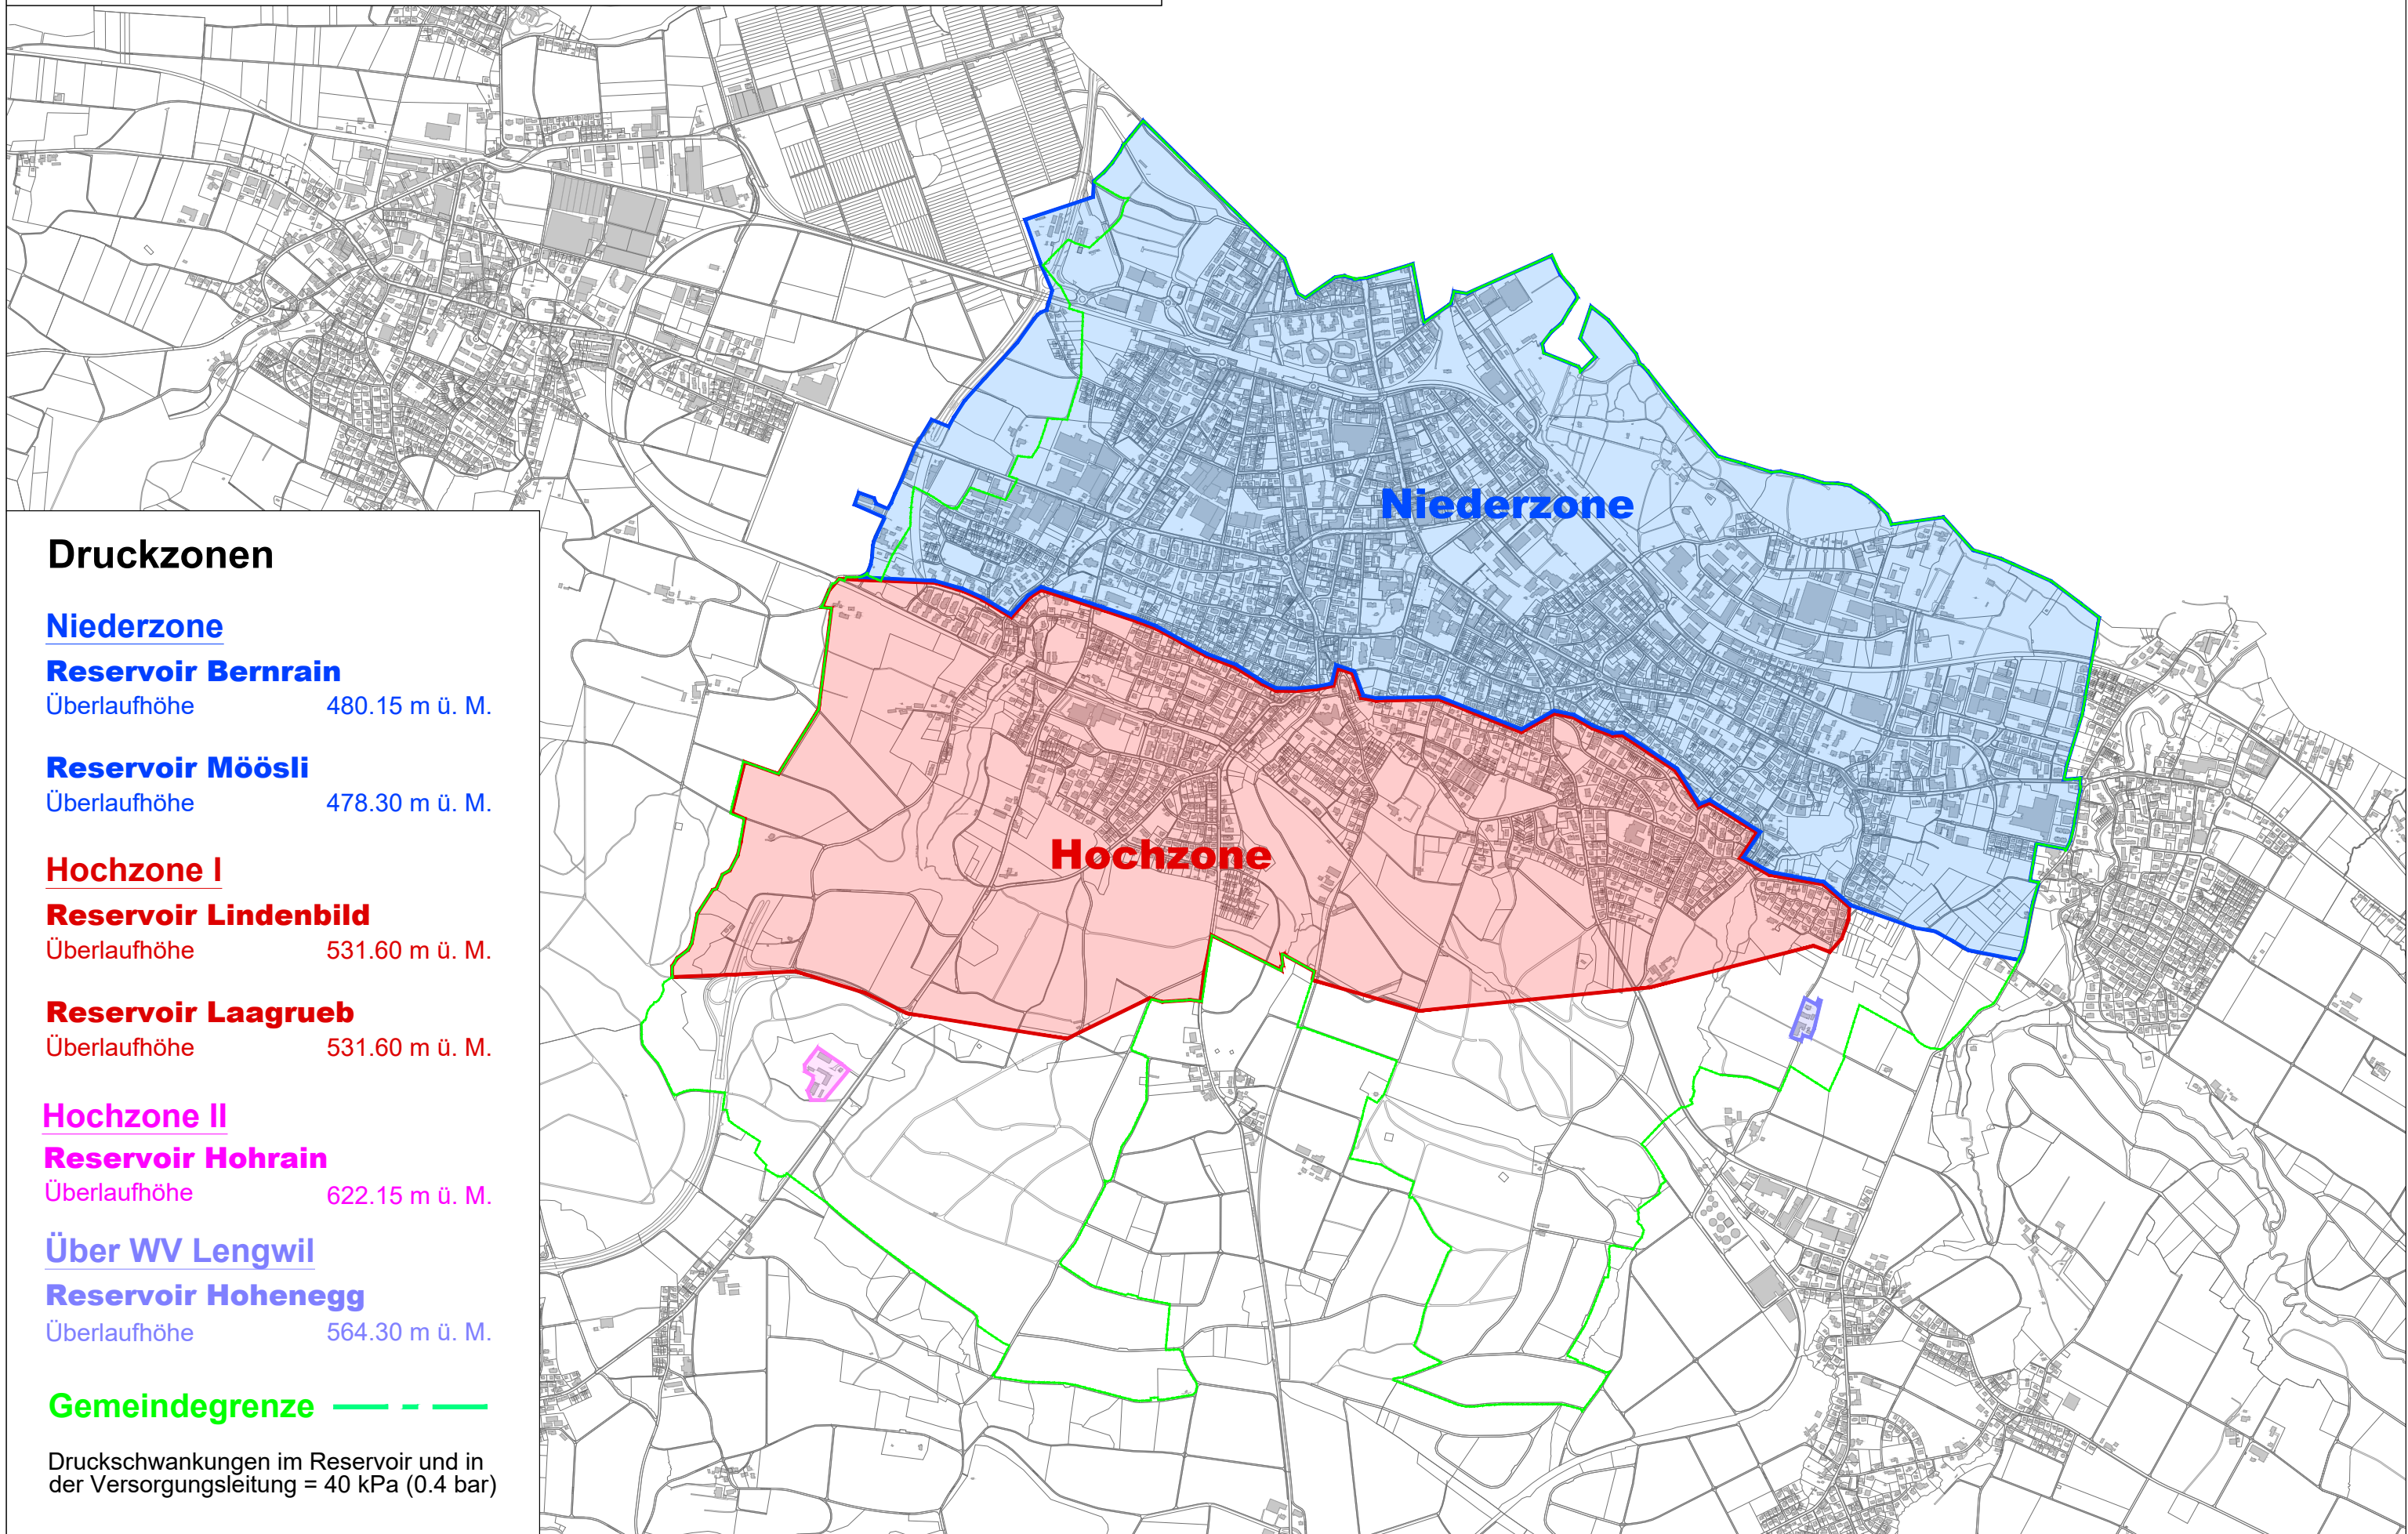 Druckzonen
Niederzone
Reservoir Bernrain
Überlaufhöhe 480.15 m ü. M.
Reservoir Möösli
Überlaufhöhe 478.30 m ü. M.
Hochzone I
Reservoir Lindenbild
Überlaufhöhe 531.60 m ü. M.
Reservoir Laagrueb
Überlaufhöhe 531.60 m ü. M.
Hochzone II
Reservoir Hohrain
Überlaufhöhe 622.15 m ü. M.
Über WV Lengwil
Reservoir Hohenegg
Überlaufhöhe 564.30 m ü. M.
Gemeindegrenze
Druckschwankungen im Reservoir und in
der Versorgungsleitung = 40 kPa (0.4 bar)
Niederzone
Hochzone